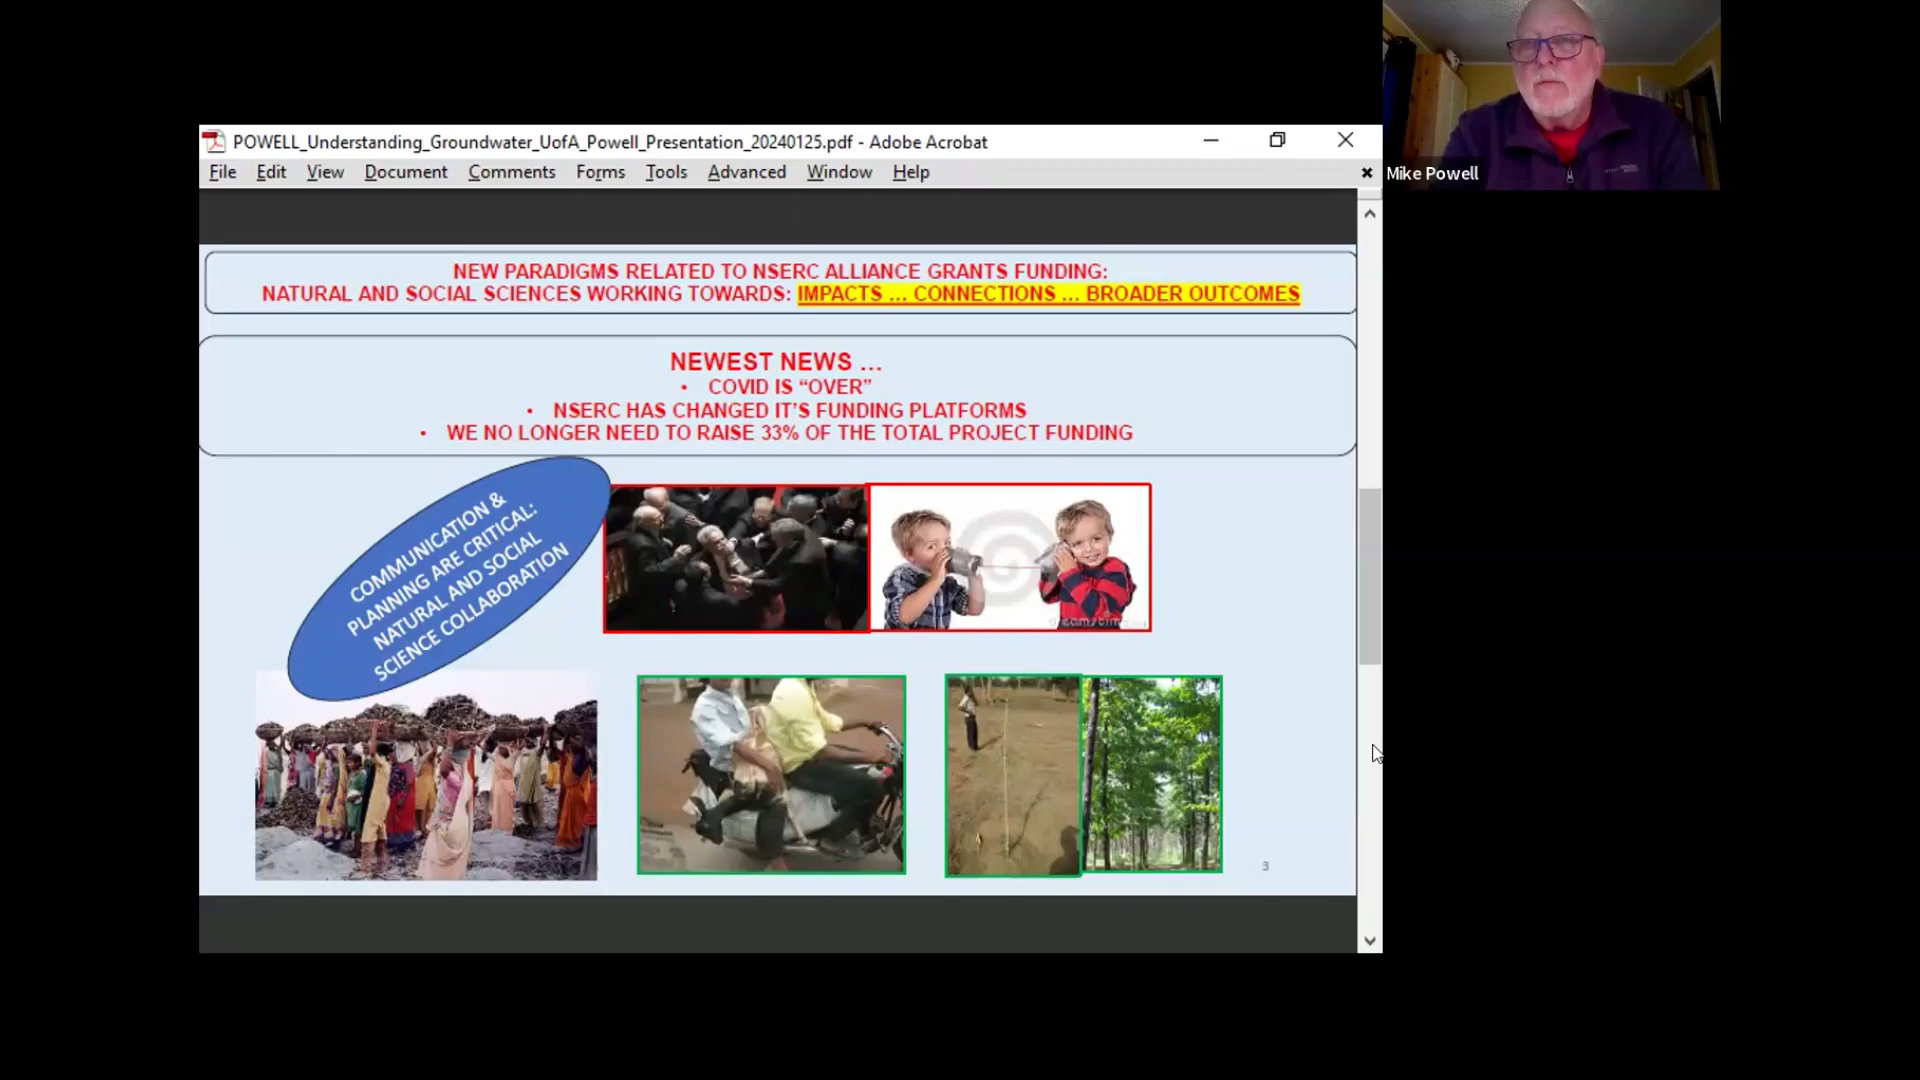 POWELL_Understanding_Groundwater_UofA_Powell_Presentation_20240125.pdf - Adobe Acrobat
File Edit View Document Comments Forms Tools Advanced Window Help
Mike Powell
NEW PARADIGMS RELATED TO NSERC ALLIANCE GRANTS FUNDING:
NATURAL AND SOCIAL SCIENCES WORKING TOWARDS: IMPACTS ... CONNECTIONS ... BROADER OUTCOMES
NEWEST NEWS ...
• COVID IS “OVER”
• NSERC HAS CHANGED IT’S FUNDING PLATFORMS
• WE NO LONGER NEED TO RAISE 33% OF THE TOTAL PROJECT FUNDING
COMMUNICATION &
PLANNING ARE CRITICAL:
NATURAL AND SOCIAL
SCIENCE COLLABORATION
3